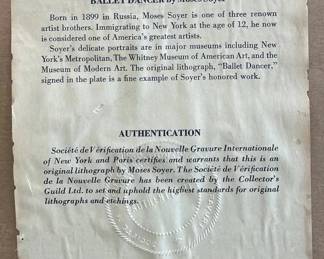 BALLET DANCER by Moses Soyer
Born in 1899 in Russia, Moses Soyer is one of three renown
artist brothers. Immigrating to New York at the age of 12, he now
is considered one of America's greatest artists.
Soyer's delicate portraits are in major museums including New
York's Metropolitan, The Whitney Museum of American Art, and the
Museum of Modern Art. The original lithograph, "Ballet Dancer,"
signed in the plate is a fine example of Soyer's honored work.
AUTHENTICATION
Société de Vérification de la Nouvelle Gravure Internationale
of New York and Paris certifies and warrants that this is an
original lithograph by Moses Soyer. The Société de Vérification
de la Nouvelle Gravure has been created by the Collector's
Guild Ltd. to set and uphold the highest standards for original
lithographs and etchings.